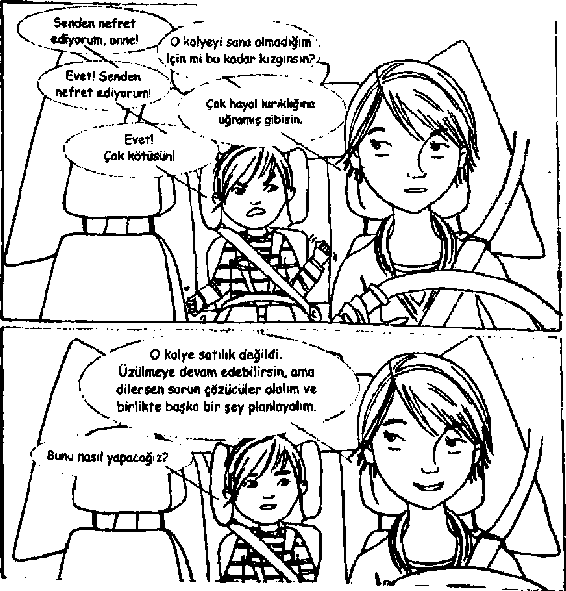 Senden nefret
ediyorum, anne!
O kolyeyi sana almadığım
için mi bu kadar kızgınsın?
Evet! Senden
nefret ediyorum!
Çok hayal kırıklığına
uğramış gibisin.
Evet!
Çok kötüsün!
O kolye satılık değildi.
Üzülmeye devam edebilirsin, ama
dilersen sorun çözücüler olalım ve
birlikte başka bir şey planlayalım.
Bunu nasıl yapacağız?